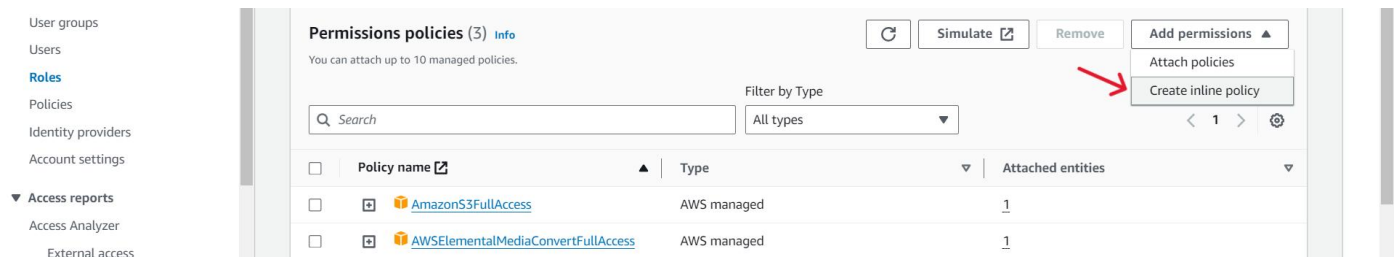 User groups
Users
Roles
Policies
Identity providers
Account settings
Access reports
Access Analyzer
External access
Permissions policies (3) Info
You can attach up to 10 managed policies.
Simulate
Remove
Add permissions
Attach policies
Create inline policy
Filter by Type
Search
All types
1
Policy name
Type
Attached entities
AmazonS3FullAccess
AWS managed
1
AWSElementalMediaConvertFullAccess
AWS managed
1